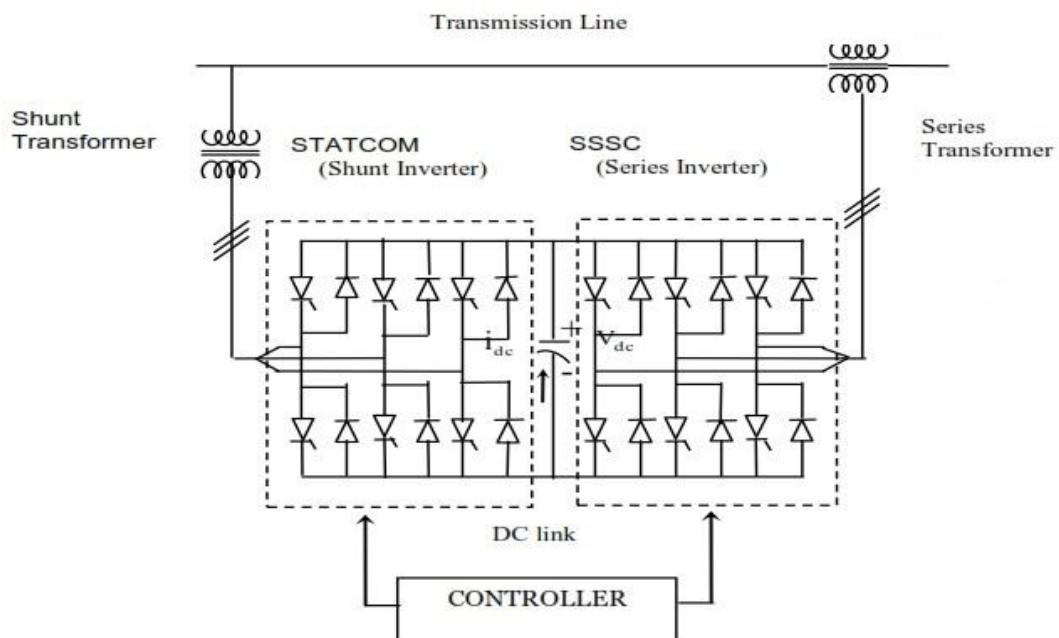 Transmission Line
Shunt
Transformer
STATCOM
(Shunt Inverter)
SSSC
(Series Inverter)
Series
Transformer
i dc
+
V dc
-
DC link
CONTROLLER